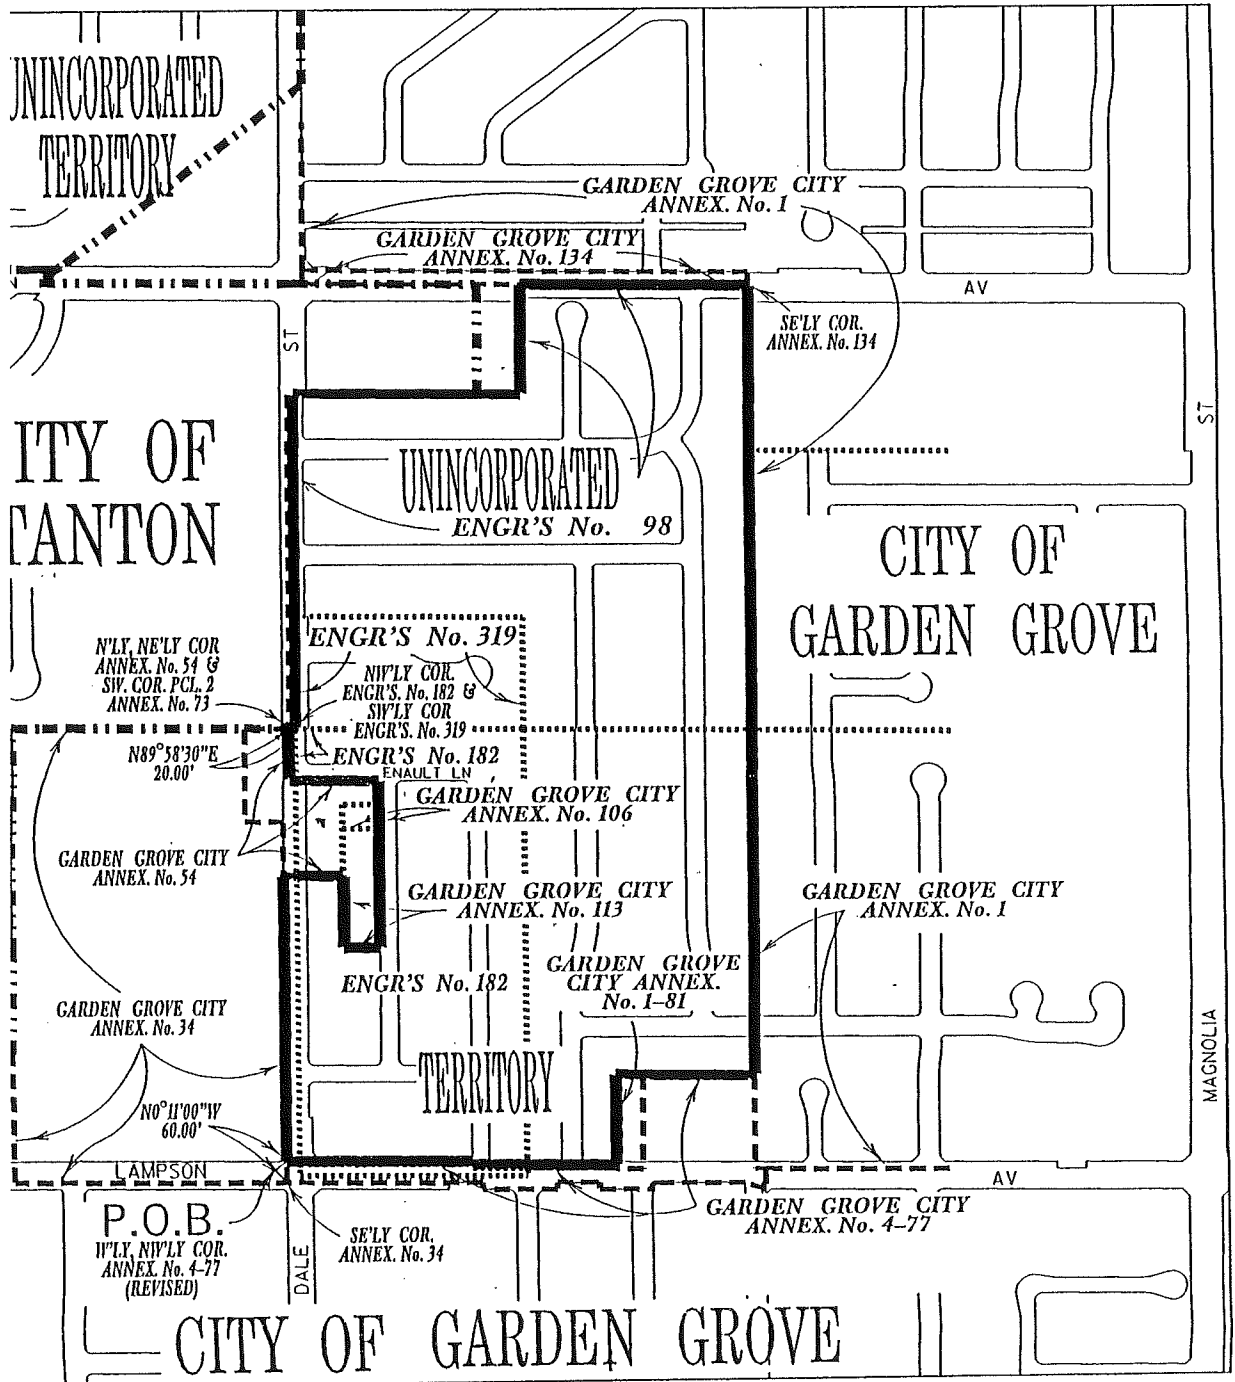 UNINCORPORATED
TERRITORY
GARDEN GROVE CITY
ANNEX. No. 1
GARDEN GROVE CITY
ANNEX. No. 134
AV
SE'LY COR.
ANNEX. No. 134
ST
ST
ITY OF
TANTON
UNINCORPORATED
ENGR'S No. 98
CITY OF
GARDEN GROVE
N'LY, NE'LY COR
ANNEX. No. 54 &
SW. COR. PCL. 2
ANNEX. No. 73
ENGR'S No. 319
NW'LY COR.
ENGR'S. No. 182 &
SW'LY COR
ENGR'S. No. 319
N89°58'30"E
20.00'
ENGR'S No. 182
ENAULT LN
GARDEN GROVE CITY
ANNEX. No. 106
GARDEN GROVE CITY
ANNEX. No. 54
GARDEN GROVE CITY
ANNEX. No. 113
GARDEN GROVE CITY
ANNEX. No. 1
ENGR'S No. 182
GARDEN GROVE
CITY ANNEX.
No. 1-81
GARDEN GROVE CITY
ANNEX. No. 34
TERRITORY
MAGNOLIA
N0°11'00"W
60.00'
LAMPSON
AV
P.O.B.
W'LY, NW'LY COR.
ANNEX. No. 4-77
(REVISED)
DALE
SE'LY COR.
ANNEX. No. 34
GARDEN GROVE CITY
ANNEX. No. 4-77
CITY OF GARDEN GROVE